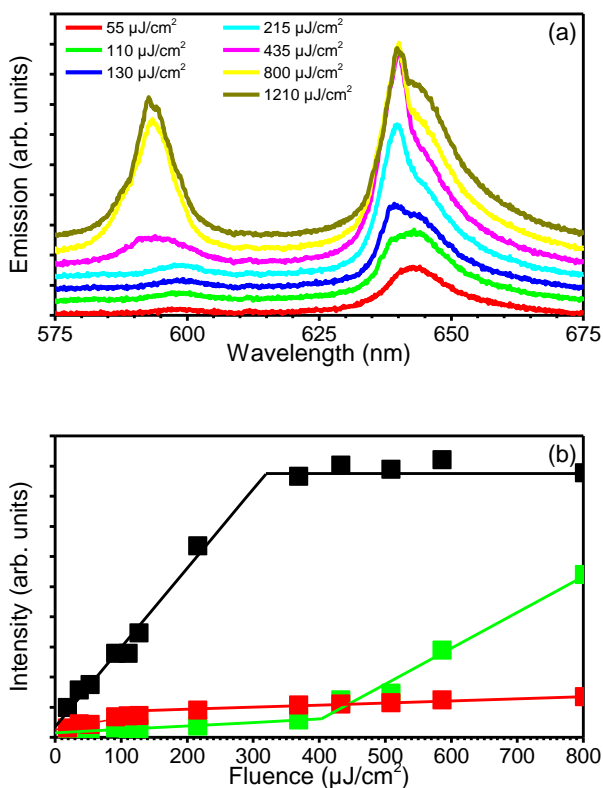 (a)
55 µJ/cm²
110 µJ/cm²
130 µJ/cm²
215 µJ/cm²
435 µJ/cm²
800 µJ/cm²
1210 µJ/cm²
Emission (arb. units)
575 600 625 650 675
Wavelength (nm)
(b)
Intensity (arb. units)
0 100 200 300 400 500 600 700 800
Fluence (µJ/cm²)